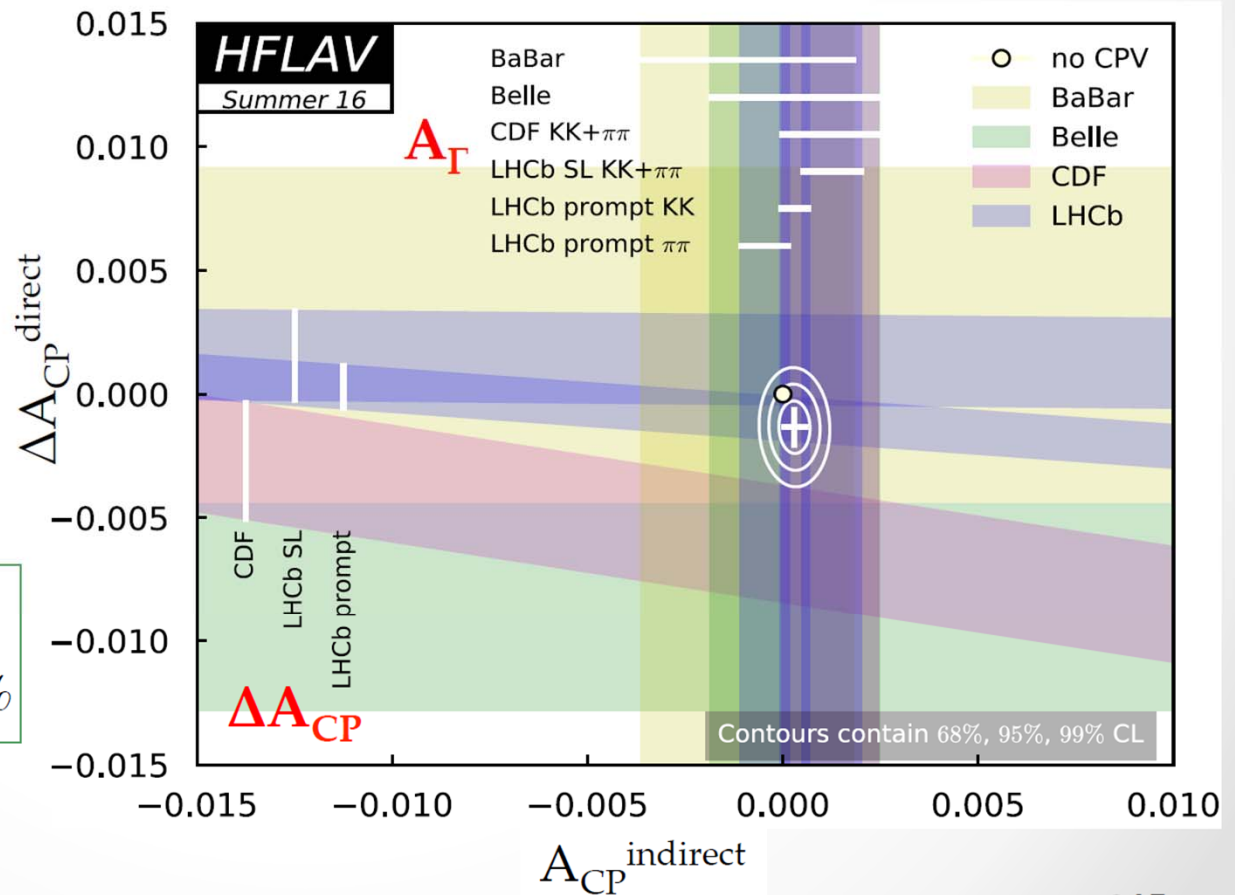 HFLAV
Summer 16
BaBar
Belle
CDF KK+ππ
LHCb SL KK+ππ
LHCb prompt KK
LHCb prompt ππ
A_Γ
no CPV
BaBar
Belle
CDF
LHCb
0.015
0.010
0.005
0.000
−0.005
−0.010
−0.015
ΔA_CP^direct
CDF
LHCb SL
LHCb prompt
ΔA_CP
%
Contours contain 68%, 95%, 99% CL
−0.015 −0.010 −0.005 0.000 0.005 0.010
A_CP^indirect